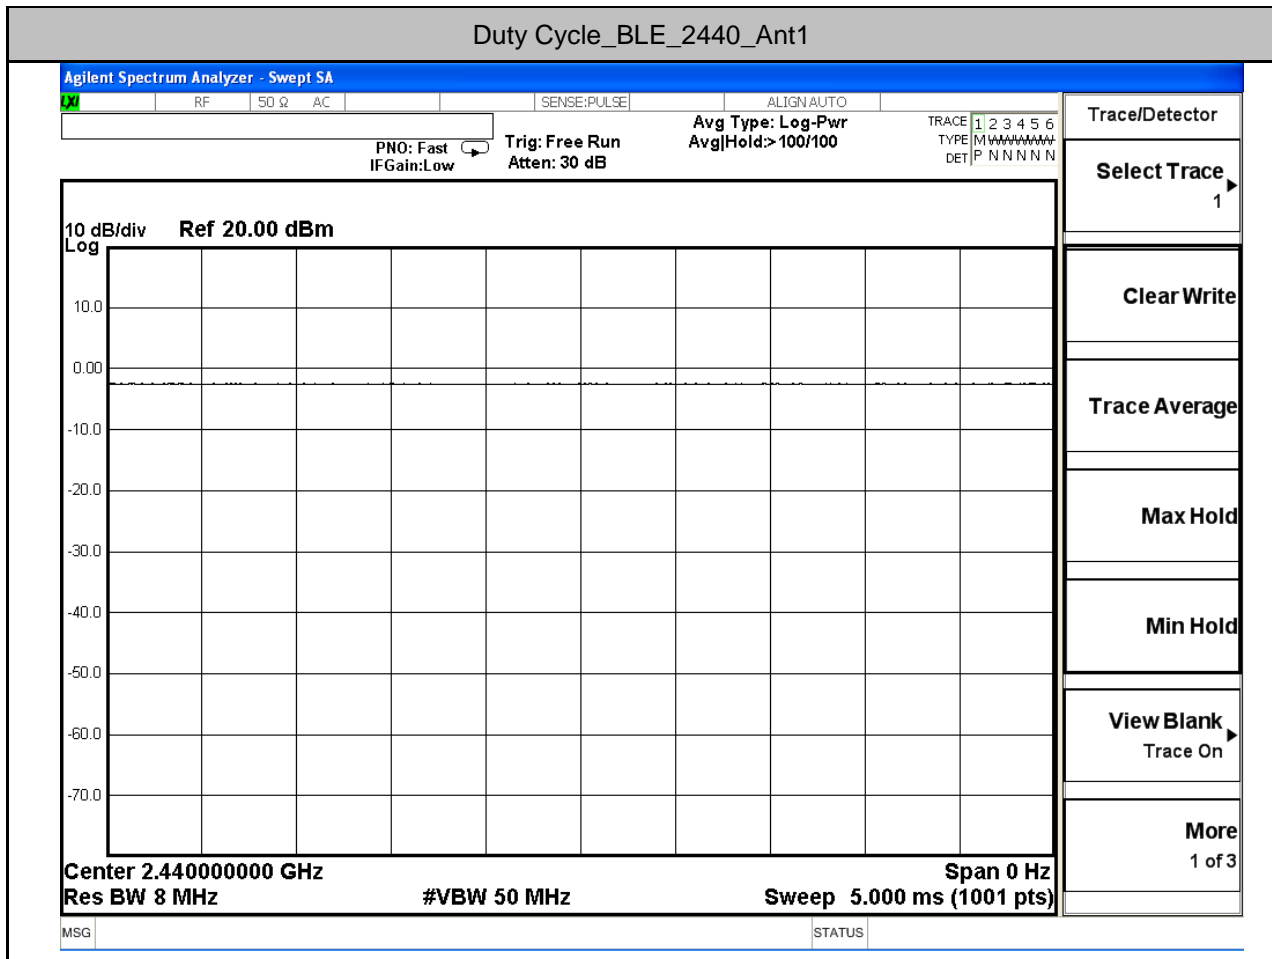 Duty Cycle_BLE_2440_Ant1
Agilent Spectrum Analyzer - Swept SA
LXI RF 50 Ω AC SENSE:PULSE ALIGN AUTO
Trace/Detector
PNO: Fast
IFGain:Low
Trig: Free Run
Atten: 30 dB
Avg Type: Log-Pwr
Avg|Hold:>100/100
TRACE 1 2 3 4 5 6
TYPE M WWWWW
DET P N N N N N
Select Trace
1
10 dB/div Ref 20.00 dBm
Log
10.0
0.00
-10.0
-20.0
-30.0
-40.0
-50.0
-60.0
-70.0
Clear Write
Trace Average
Max Hold
Min Hold
View Blank
Trace On
More
1 of 3
Center 2.440000000 GHz Span 0 Hz
Res BW 8 MHz #VBW 50 MHz Sweep 5.000 ms (1001 pts)
MSG STATUS